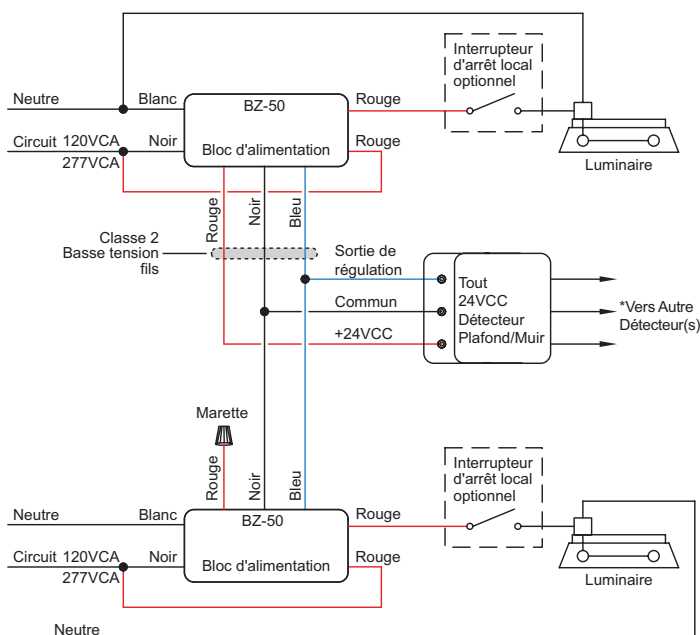 Interrupteur
d'arrêt local
optionnel
Neutre
Blanc
BZ-50
Rouge
Circuit 120VCA
277VCA
Noir
Bloc d'alimentation
Rouge
Luminaire
Rouge
Noir
Bleu
Classe 2
Basse tension
fils
Sortie de
régulation
Commun
+24VCC
Tout
24VCC
Détecteur
Plafond/Muir
*Vers Autre
Détecteur(s)
Marette
Rouge
Noir
Bleu
Interrupteur
d'arrêt local
optionnel
Neutre
Blanc
BZ-50
Rouge
Circuit 120VCA
277VCA
Noir
Bloc d'alimentation
Rouge
Luminaire
Neutre